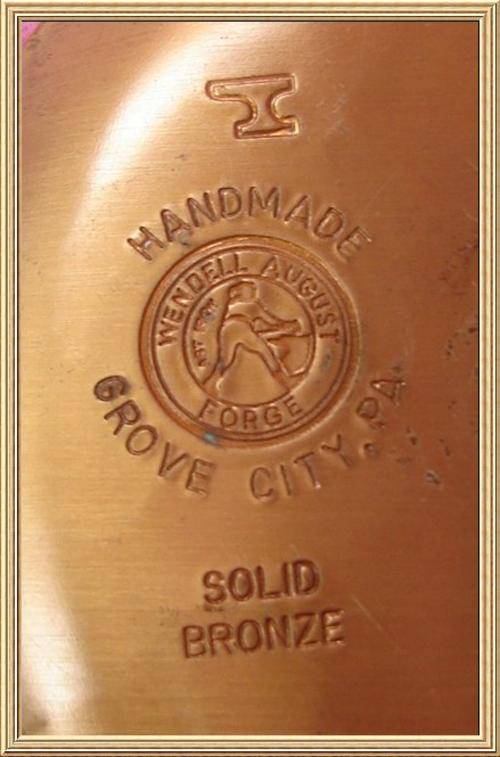 HANDMADE
WENDELL AUGUST
FORGE
GROVE CITY, PA
SOLID
BRONZE